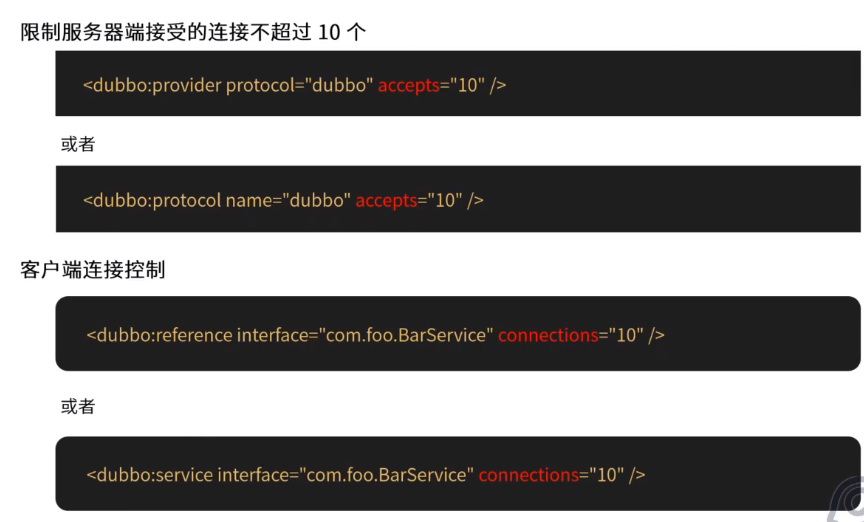 限制服务器端接受的连接不超过 10 个
<dubbo:provider protocol="dubbo" accepts="10" />
或者
<dubbo:protocol name="dubbo" accepts="10" />
客户端连接控制
<dubbo:reference interface="com.foo.BarService" connections="10" />
或者
<dubbo:service interface="com.foo.BarService" connections="10" />